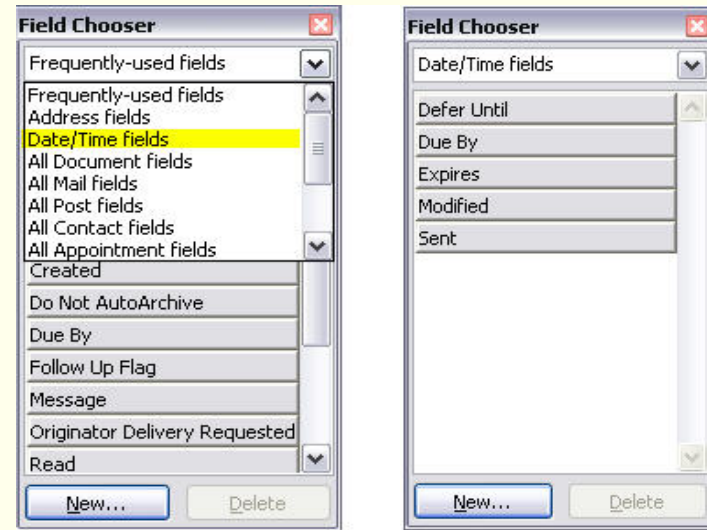 Field Chooser
Frequently-used fields
Frequently-used fields
Address fields
Date/Time fields
All Document fields
All Mail fields
All Post fields
All Contact fields
All Appointment fields
Created
Do Not AutoArchive
Due By
Follow Up Flag
Message
Originator Delivery Requested
Read
New...
Delete
Field Chooser
Date/Time fields
Defer Until
Due By
Expires
Modified
Sent
New...
Delete